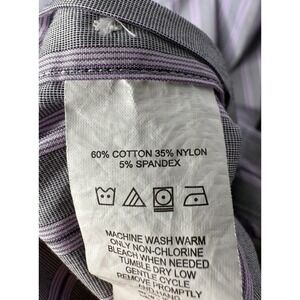 60% COTTON 35% NYLON
5% SPANDEX
MACHINE WASH WARM
ONLY NON-CHLORINE
BLEACH WHEN NEEDED
TUMBLE DRY LOW
GENTLE CYCLE
REMOVE PROMPTLY